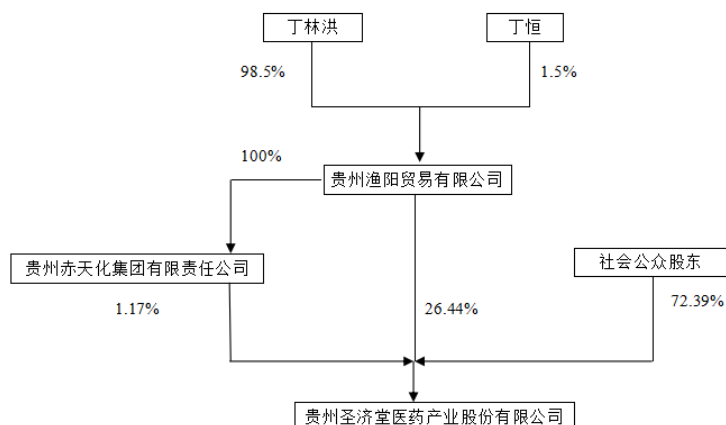 丁林洪
丁恒
98.5%
1.5%
100%
贵州渔阳贸易有限公司
贵州赤天化集团有限责任公司
社会公众股东
1.17%
26.44%
72.39%
贵州圣济堂医药产业股份有限公司